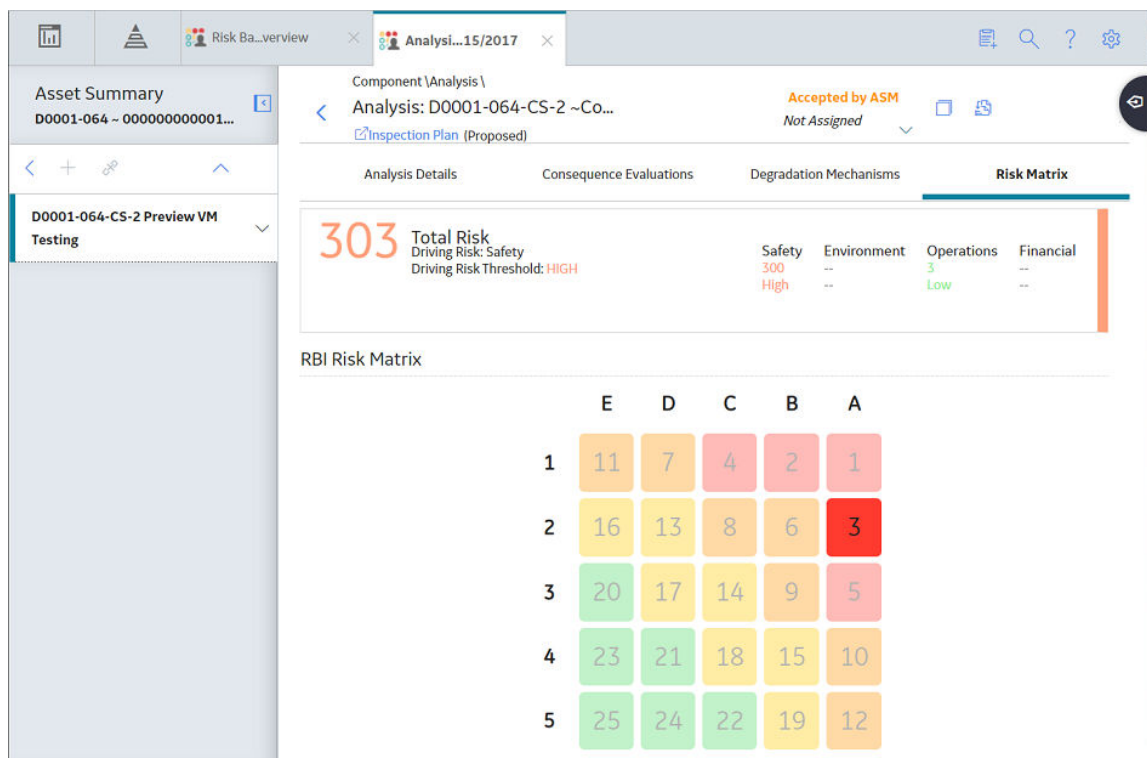 Risk Ba...verview
Analysi...15/2017
Asset Summary
D0001-064 ~ 000000000001...
D0001-064-CS-2 Preview VM
Testing
Component \Analysis \
Analysis: D0001-064-CS-2 ~Co...
Inspection Plan (Proposed)
Accepted by ASM
Not Assigned
Analysis Details Consequence Evaluations Degradation Mechanisms Risk Matrix
303
Total Risk
Driving Risk: Safety
Driving Risk Threshold: HIGH
Safety Environment Operations Financial
300 -- 3 --
High -- Low --
RBI Risk Matrix
E D C B A
1 11 7 4 2 1
2 16 13 8 6 3
3 20 17 14 9 5
4 23 21 18 15 10
5 25 24 22 19 12